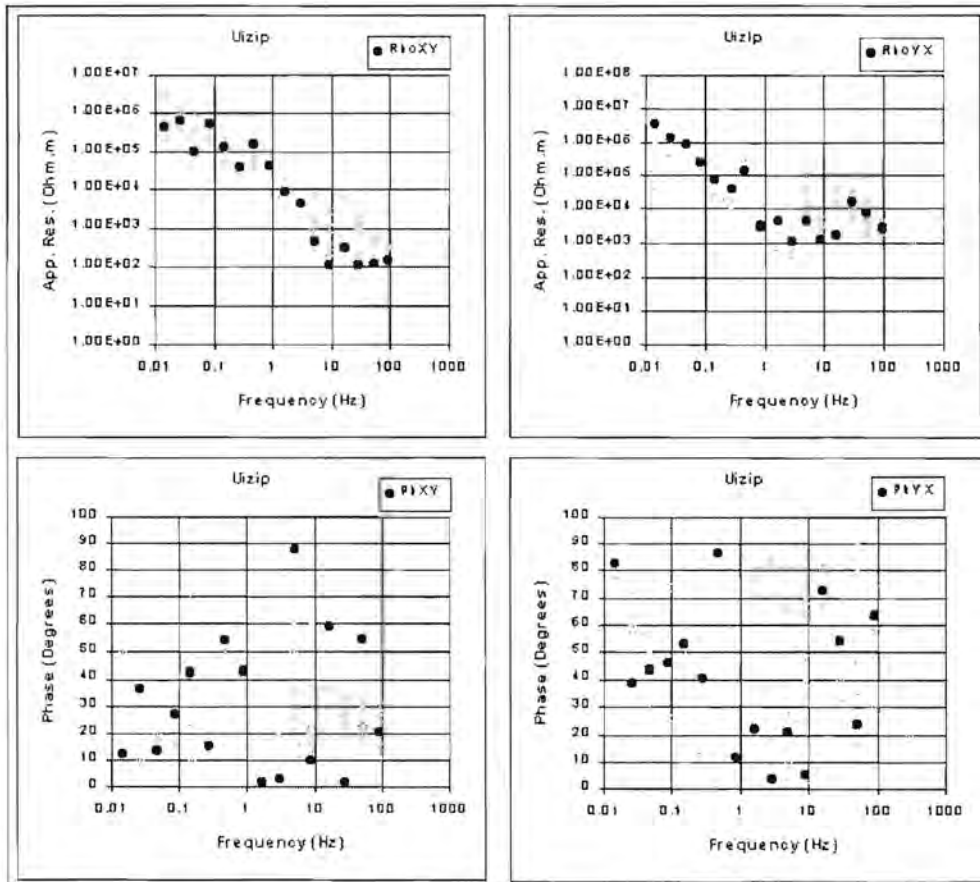 Uizip
RhoXY
1.00E+07
1.00E+06
1.00E+05
1.00E+04
1.00E+03
1.00E+02
1.00E+01
1.00E+00
App. Res. (Ohm.m)
0.01 0.1 1 10 100 1000
Frequency (Hz)
Uizip
RhoYX
1.00E+08
1.00E+07
1.00E+06
1.00E+05
1.00E+04
1.00E+03
1.00E+02
1.00E+01
1.00E+00
App. Res. (Ohm.m)
0.01 0.1 1 10 100 1000
Frequency (Hz)
Uizip
PhXY
100
90
80
70
60
50
40
30
20
10
0
Phase (Degrees)
0.01 0.1 1 10 100 1000
Frequency (Hz)
Uizip
PhYX
100
90
80
70
60
50
40
30
20
10
0
Phase (Degrees)
0.01 0.1 1 10 100 1000
Frequency (Hz)